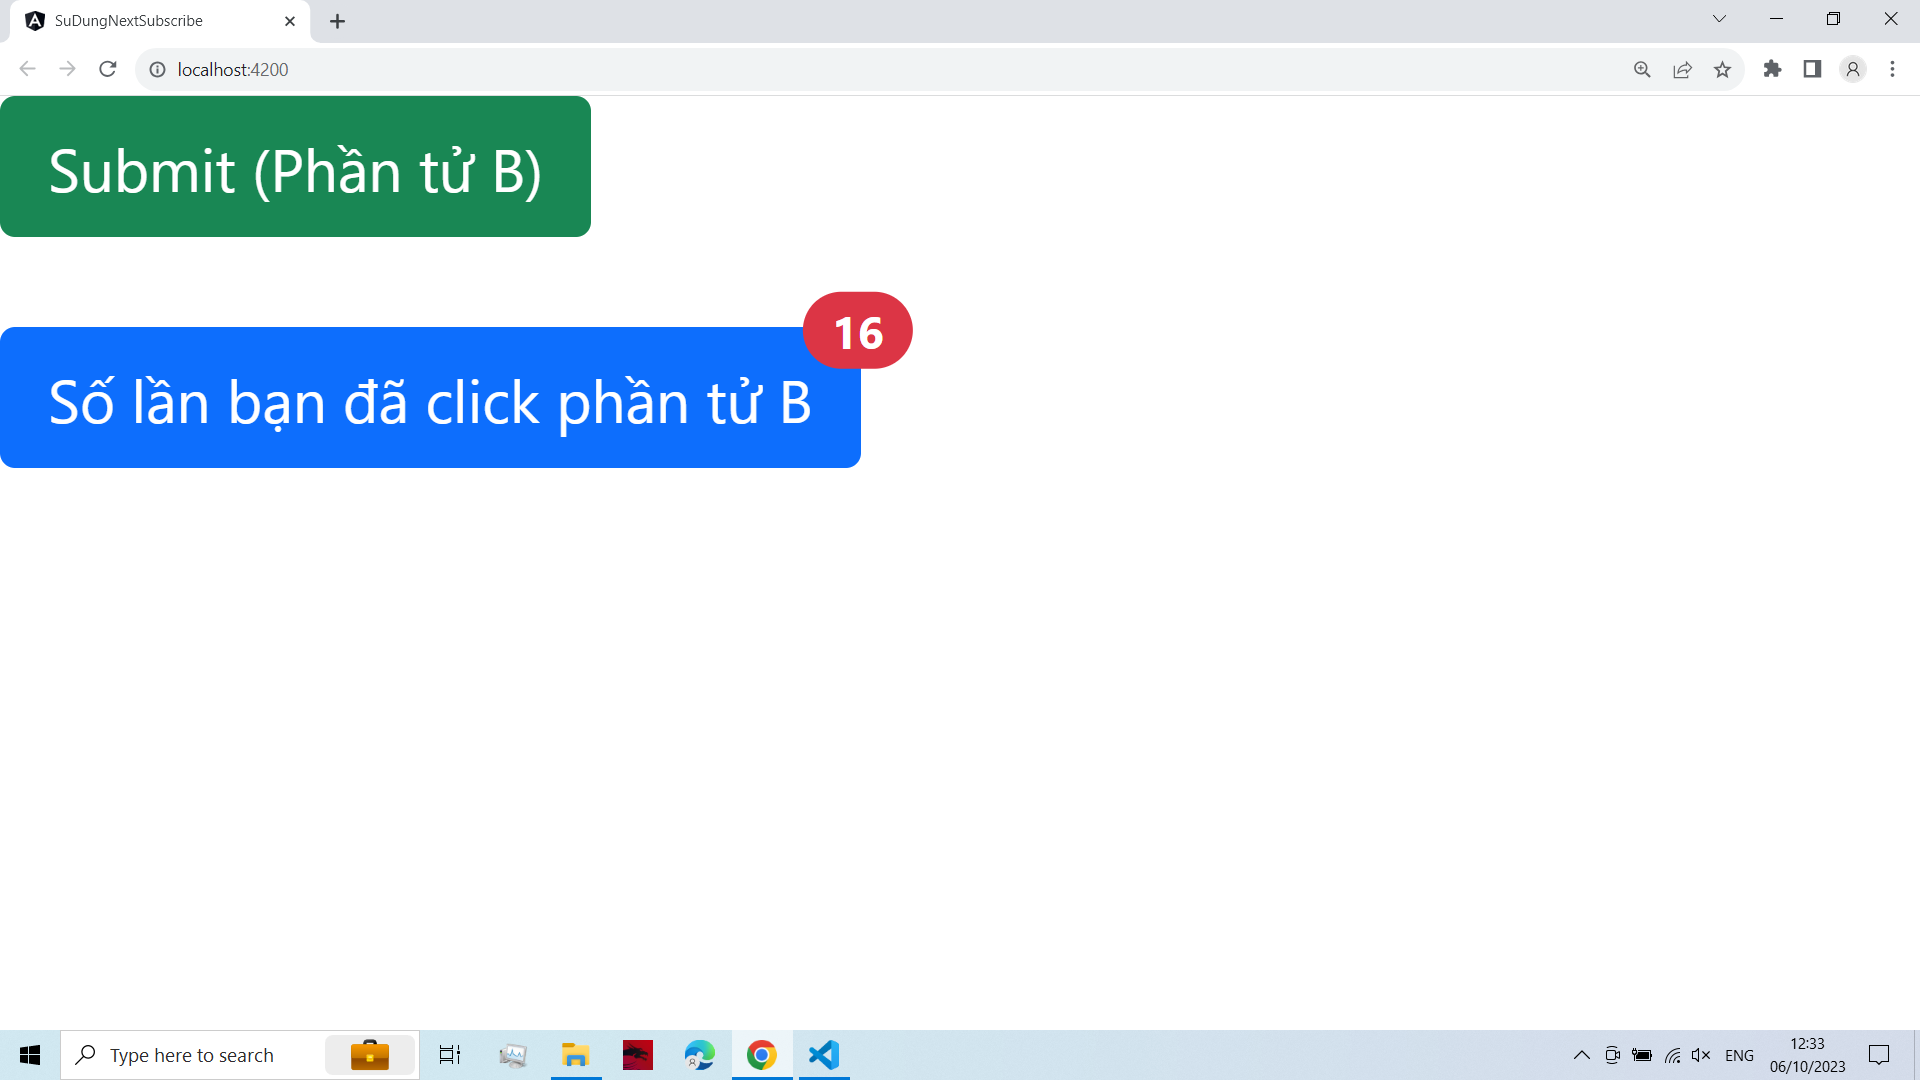 SuDungNextSubscribe
localhost:4200
Submit (Phần tử B)
16
Số lần bạn đã click phần tử B
Type here to search
ENG
12:33
06/10/2023